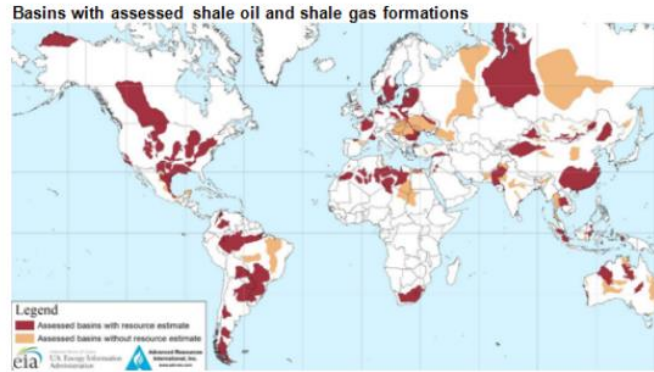 Basins with assessed shale oil and shale gas formations
Legend
Assessed basins with resource estimate
Assessed basins without resource estimate
eia
U.S. Energy Information
Administration
Advanced Resources
International, Inc.